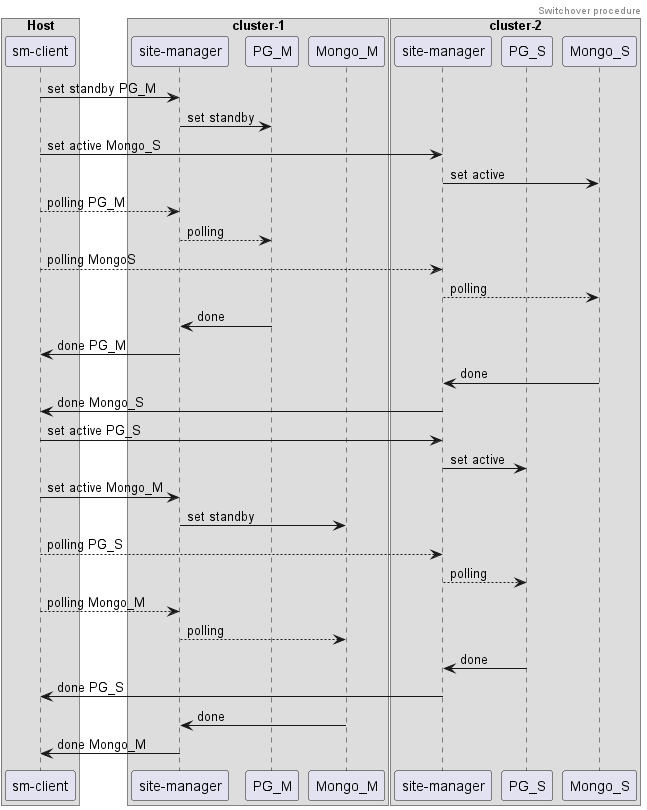 Switchover procedure
Host
cluster-1
cluster-2
sm-client
site-manager
PG_M
Mongo_M
site-manager
PG_S
Mongo_S
set standby PG_M
set standby
set active Mongo_S
set active
polling PG_M
polling
polling MongoS
polling
done
done PG_M
done
done Mongo_S
set active PG_S
set active
set active Mongo_M
set standby
polling PG_S
polling
polling Mongo_M
polling
done
done PG_S
done
done Mongo_M
sm-client
site-manager
PG_M
Mongo_M
site-manager
PG_S
Mongo_S